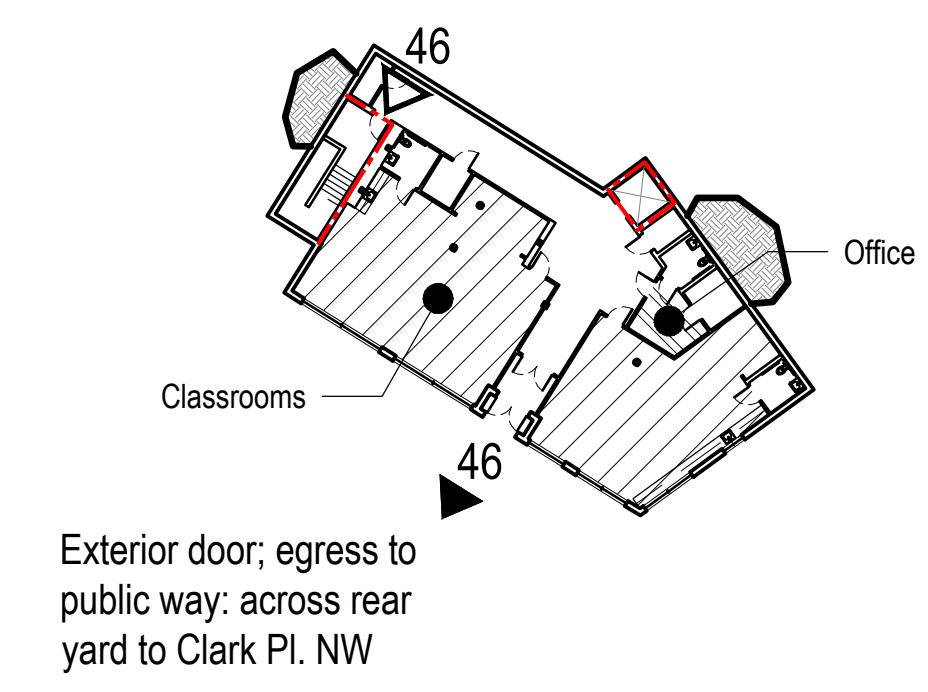 46
Office
Classrooms
46
Exterior door; egress to
public way: across rear
yard to Clark Pl. NW